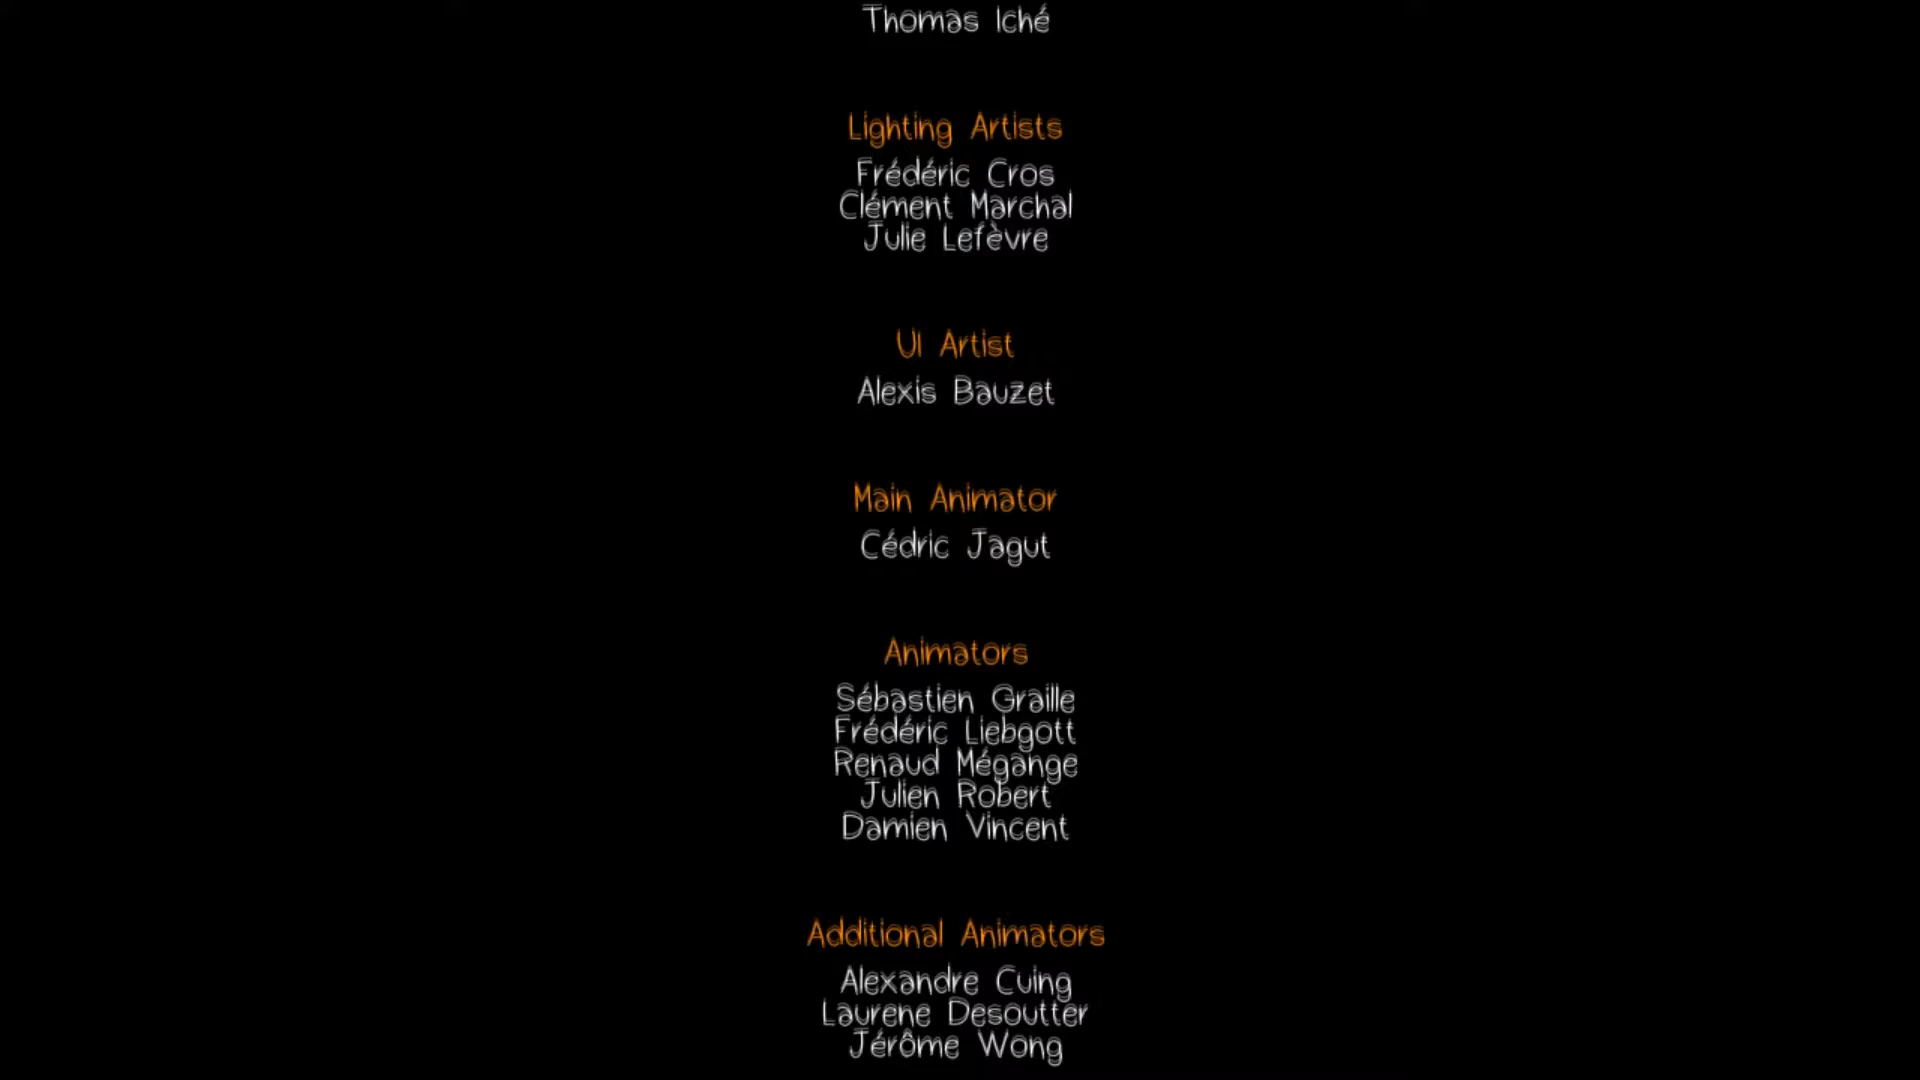 Thomas Iché
Lighting Artists
Frédéric Cros
Clément Marchal
Julie Lefèvre
UI Artist
Alexis Bauzet
Main Animator
Cédric Jagut
Animators
Sébastien Graille
Frédéric Liebgott
Renaud Mégange
Julien Robert
Damien Vincent
Additional Animators
Alexandre Cuing
Laurene Desoutter
Jérôme Wong